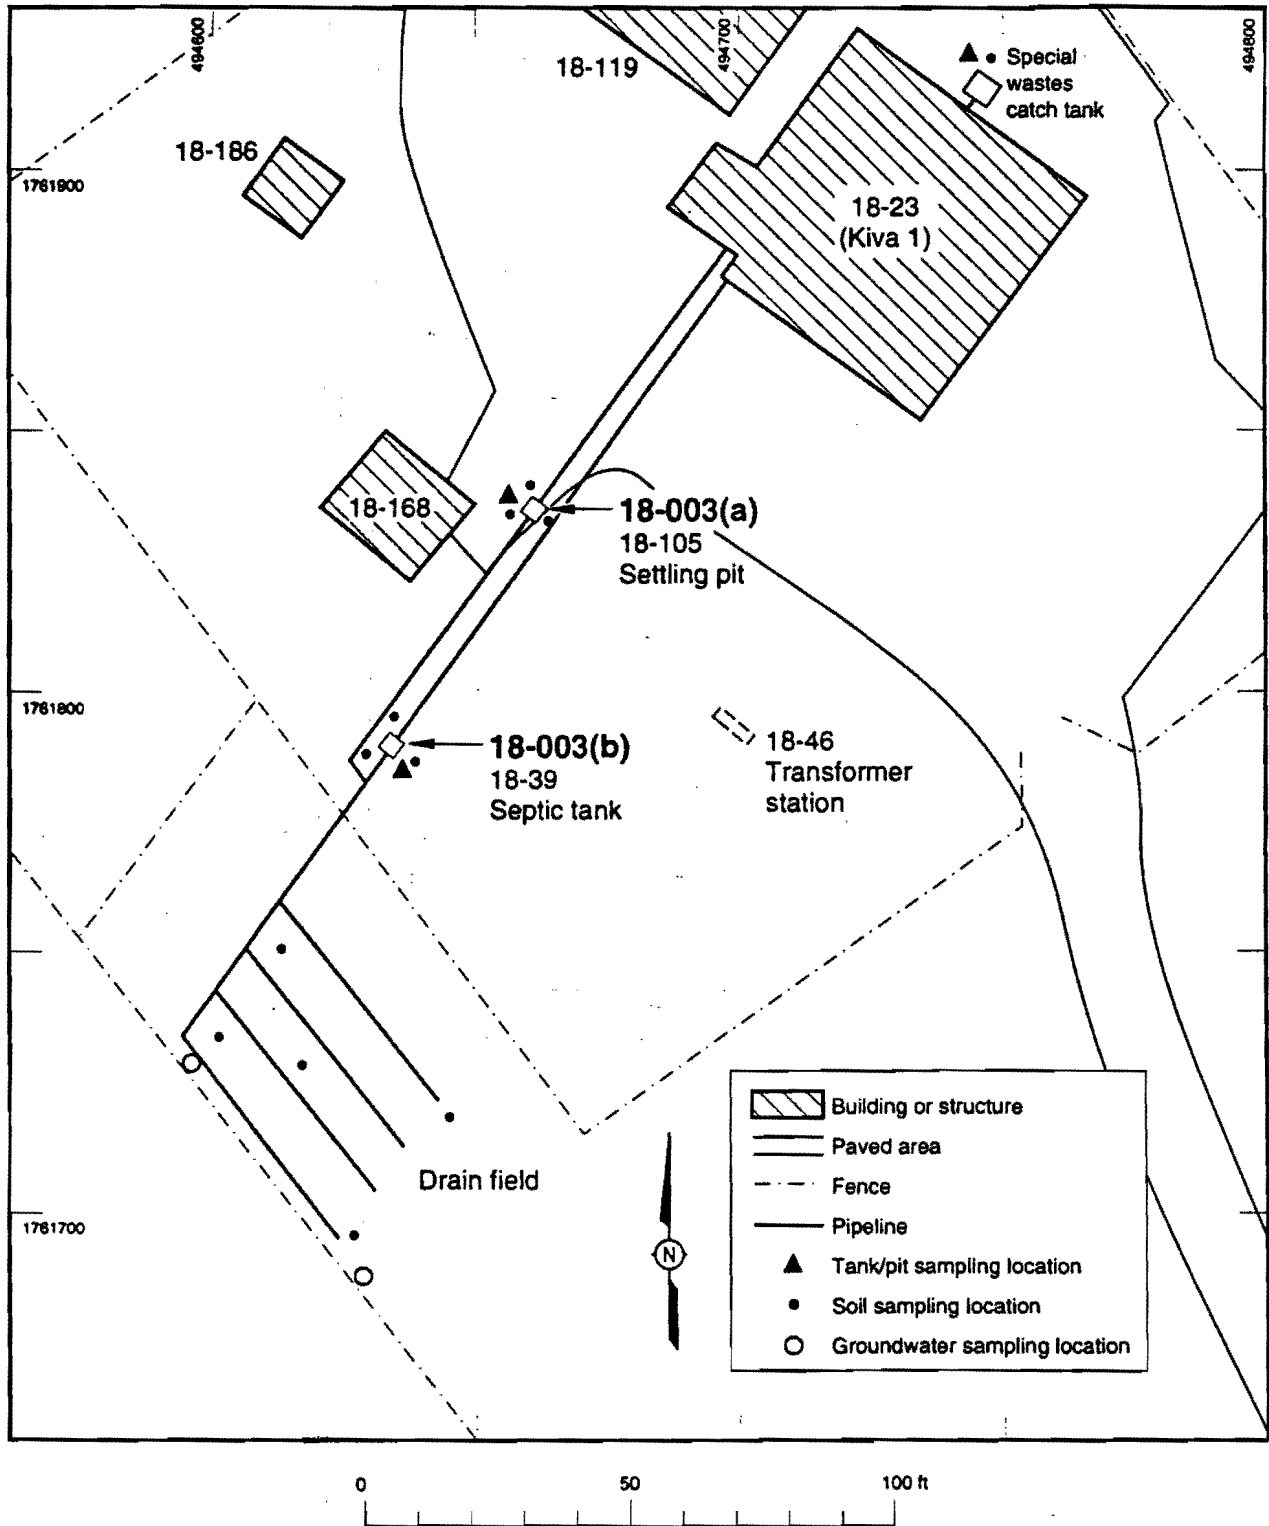 494600
494700
494800
18-119
Special
wastes
catch tank
18-186
1761900
18-23
(Kiva 1)
18-168
18-003(a)
18-105
Settling pit
1761800
18-003(b)
18-39
Septic tank
18-46
Transformer
station
Drain field
1761700
N
Building or structure
Paved area
Fence
Pipeline
Tank/pit sampling location
Soil sampling location
Groundwater sampling location
0 50 100 ft